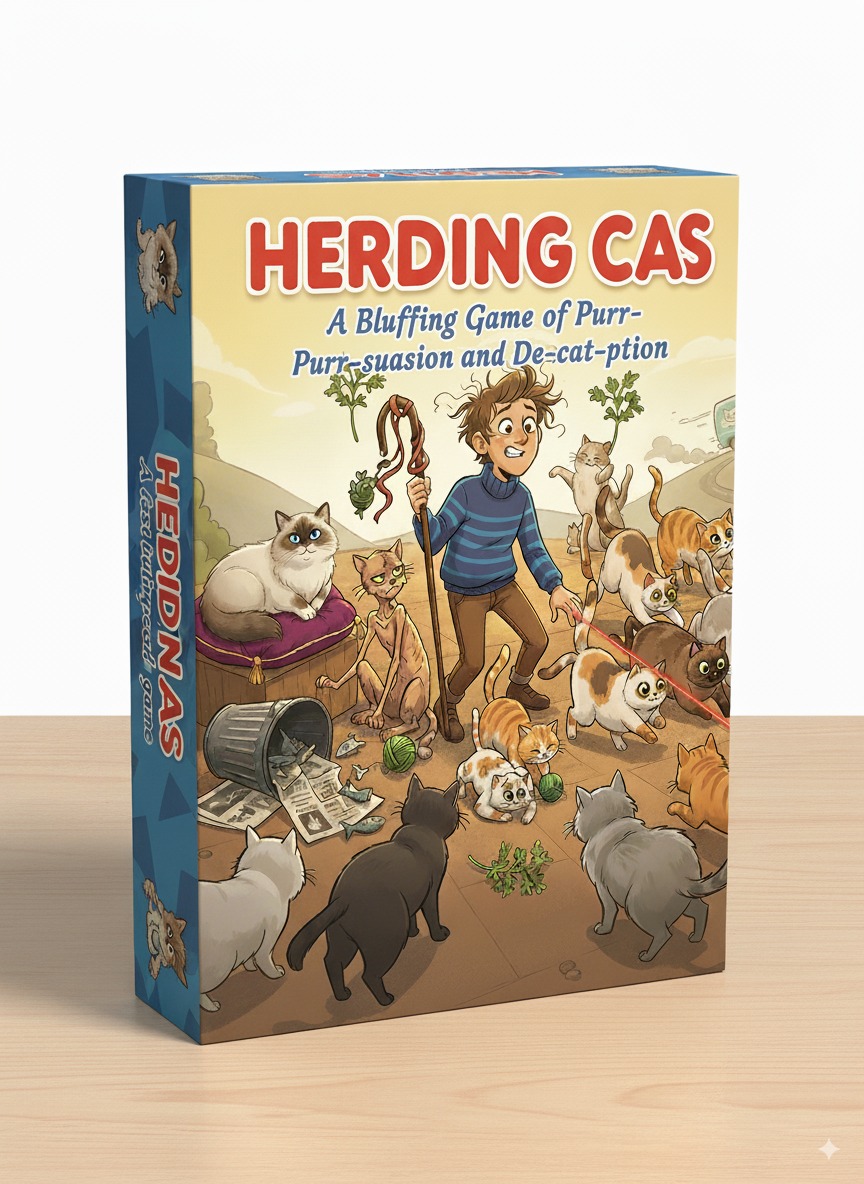 HERDING CAS
A Bluffing Game of Purr-
Purr-suasion and De-cat-ption
HEDIDNAS